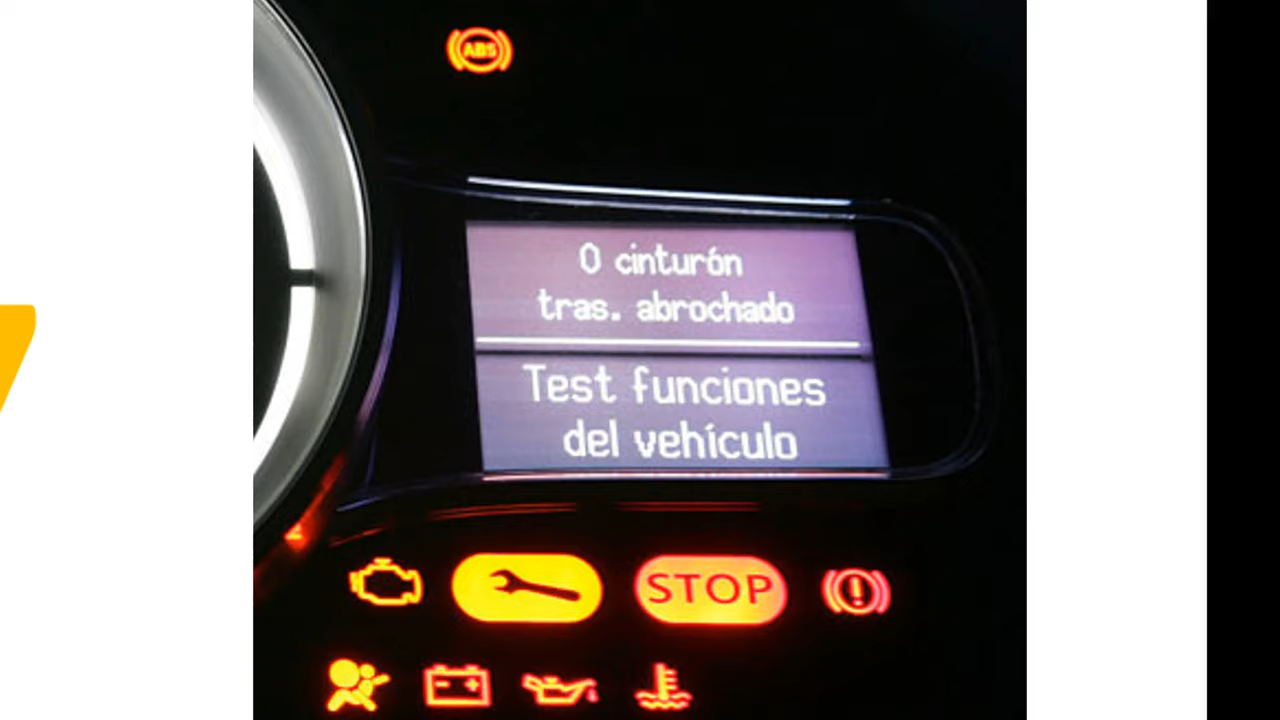 ABS
0 cinturón
tras. abrochado
Test funciones
del vehículo
STOP